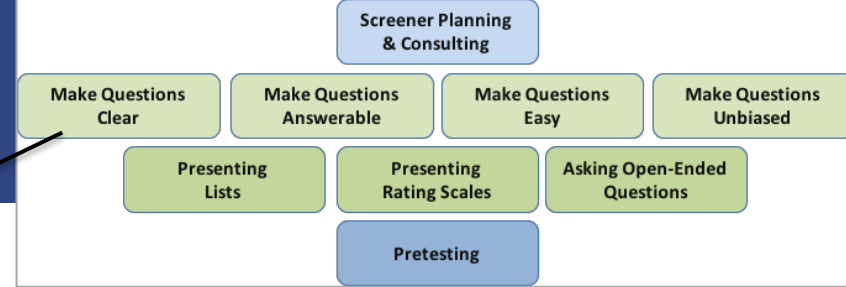 Screener Planning
& Consulting
Make Questions
Clear
Make Questions
Answerable
Make Questions
Easy
Make Questions
Unbiased
Presenting
Lists
Presenting
Rating Scales
Asking Open-Ended
Questions
Pretesting